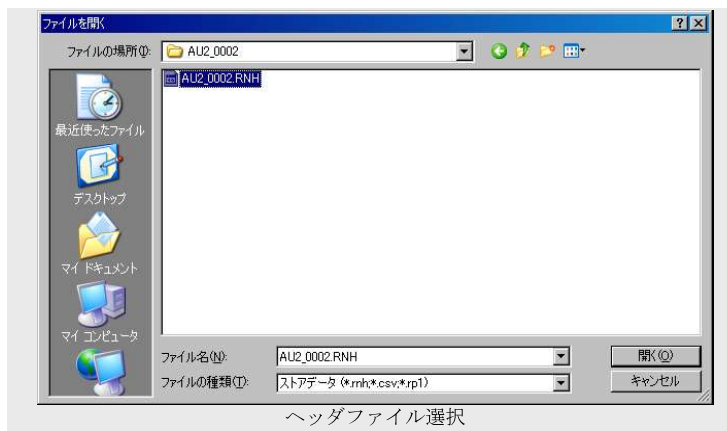 ファイルを開く
ファイルの場所(I):
AU2_0002
AU2_0002.RNH
最近使ったファイル
デスクトップ
マイ ドキュメント
マイ コンピュータ
ファイル名(N):
AU2_0002.RNH
開く(O)
ファイルの種類(T):
ストアデータ (*.rnh;*.csv;*.rp1)
キャンセル
ヘッダファイル選択